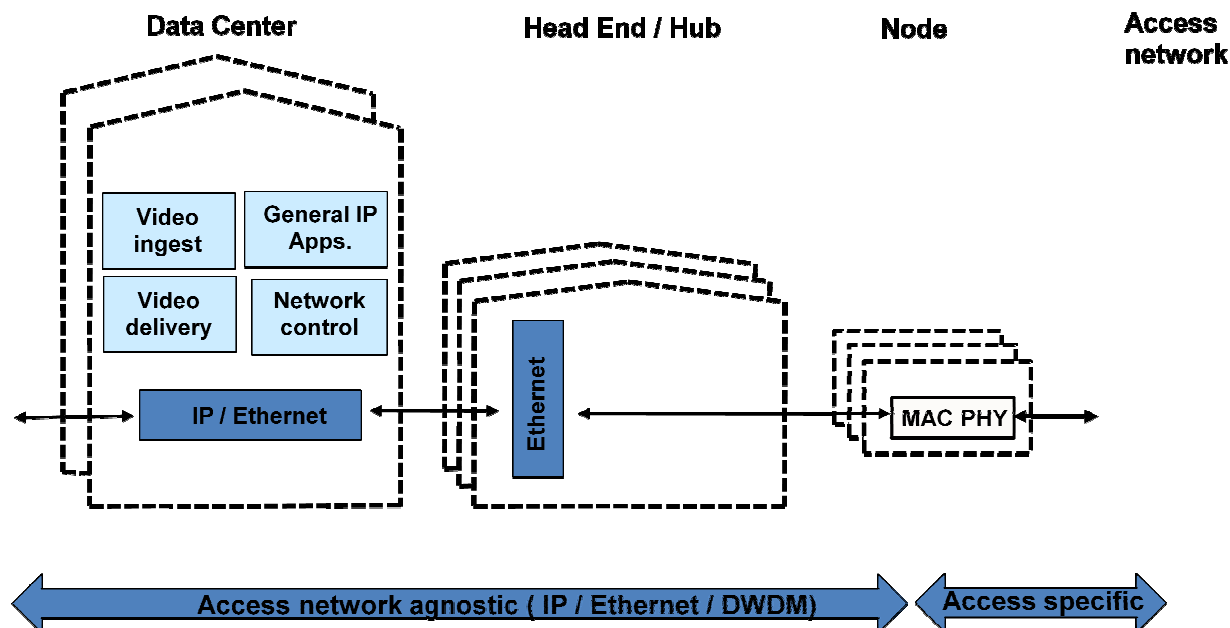 Data Center
Head End / Hub
Node
Access
network
Video
ingest
General IP
Apps.
Video
delivery
Network
control
IP / Ethernet
Ethernet
MAC PHY
Access network agnostic ( IP / Ethernet / DWDM)
Access specific